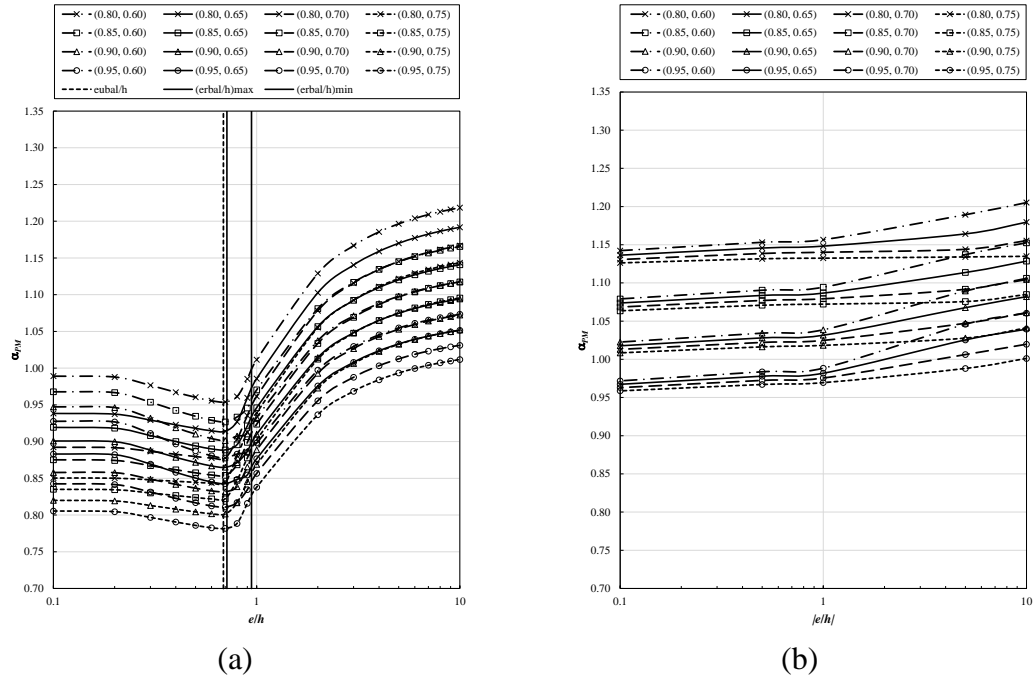 (0.80, 0.60) (0.80, 0.65) (0.80, 0.70) (0.80, 0.75)
(0.85, 0.60) (0.85, 0.65) (0.85, 0.70) (0.85, 0.75)
(0.90, 0.60) (0.90, 0.65) (0.90, 0.70) (0.90, 0.75)
(0.95, 0.60) (0.95, 0.65) (0.95, 0.70) (0.95, 0.75)
eubal/h (erbal/h)max (erbal/h)min
1.35
1.30
1.25
1.20
1.15
1.10
1.05
1.00
0.95
0.90
0.85
0.80
0.75
0.70
α_PM
0.1 1 10
e/h
(a)
(0.80, 0.60) (0.80, 0.65) (0.80, 0.70) (0.80, 0.75)
(0.85, 0.60) (0.85, 0.65) (0.85, 0.70) (0.85, 0.75)
(0.90, 0.60) (0.90, 0.65) (0.90, 0.70) (0.90, 0.75)
(0.95, 0.60) (0.95, 0.65) (0.95, 0.70) (0.95, 0.75)
1.35
1.30
1.25
1.20
1.15
1.10
1.05
1.00
0.95
0.90
0.85
0.80
0.75
0.70
α_PM
0.1 1 10
|e/h|
(b)